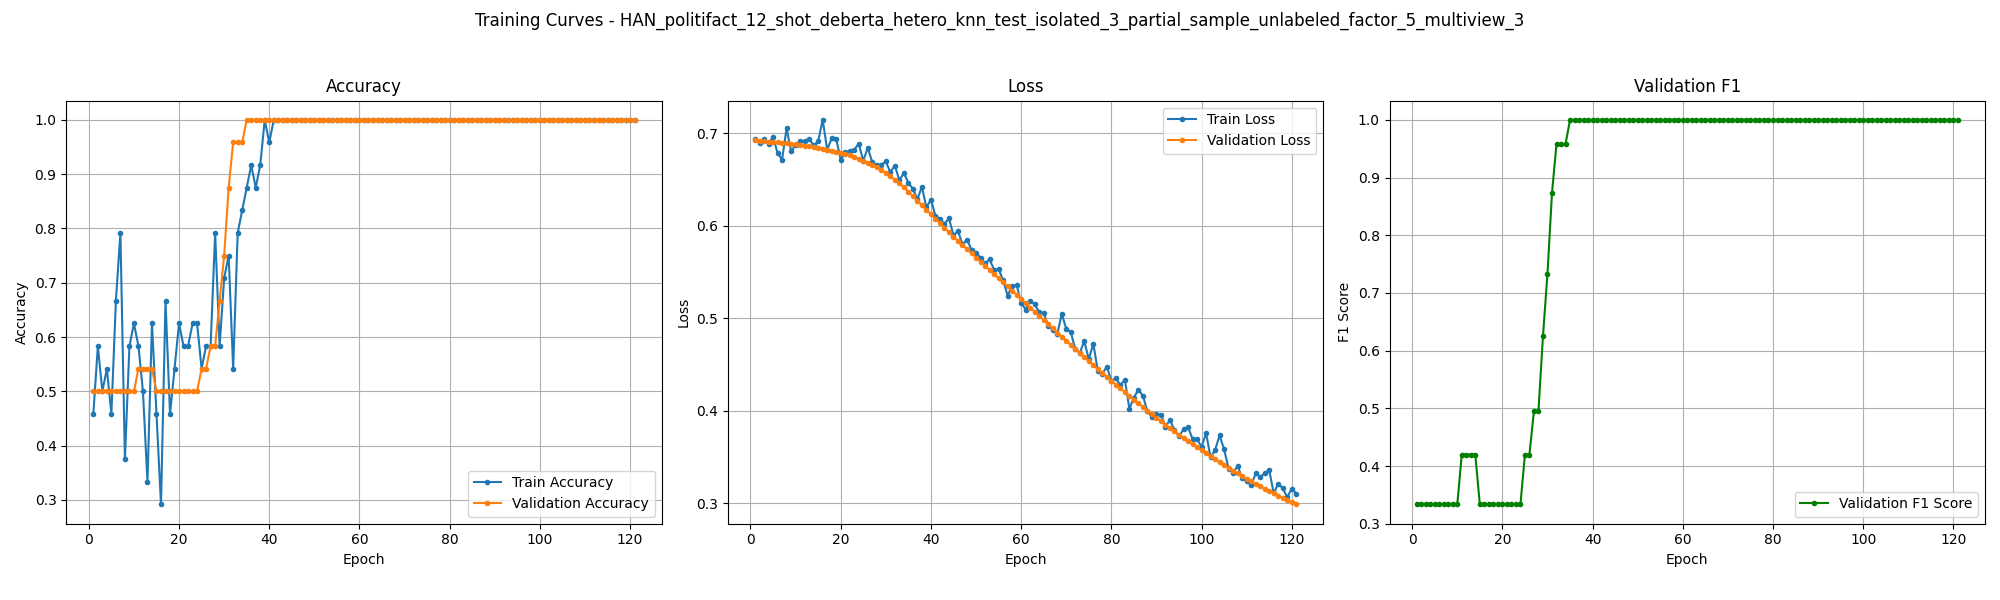 Training Curves - HAN_politifact_12_shot_deberta_hetero_knn_test_isolated_3_partial_sample_unlabeled_factor_5_multiview_3
Accuracy
1.0
0.9
0.8
0.7
0.6
0.5
0.4
0.3
Accuracy
Train Accuracy
Validation Accuracy
0 20 40 60 80 100 120
Epoch
Loss
0.7
0.6
0.5
0.4
0.3
Loss
Train Loss
Validation Loss
0 20 40 60 80 100 120
Epoch
Validation F1
1.0
0.9
0.8
0.7
0.6
0.5
0.4
0.3
F1 Score
Validation F1 Score
0 20 40 60 80 100 120
Epoch